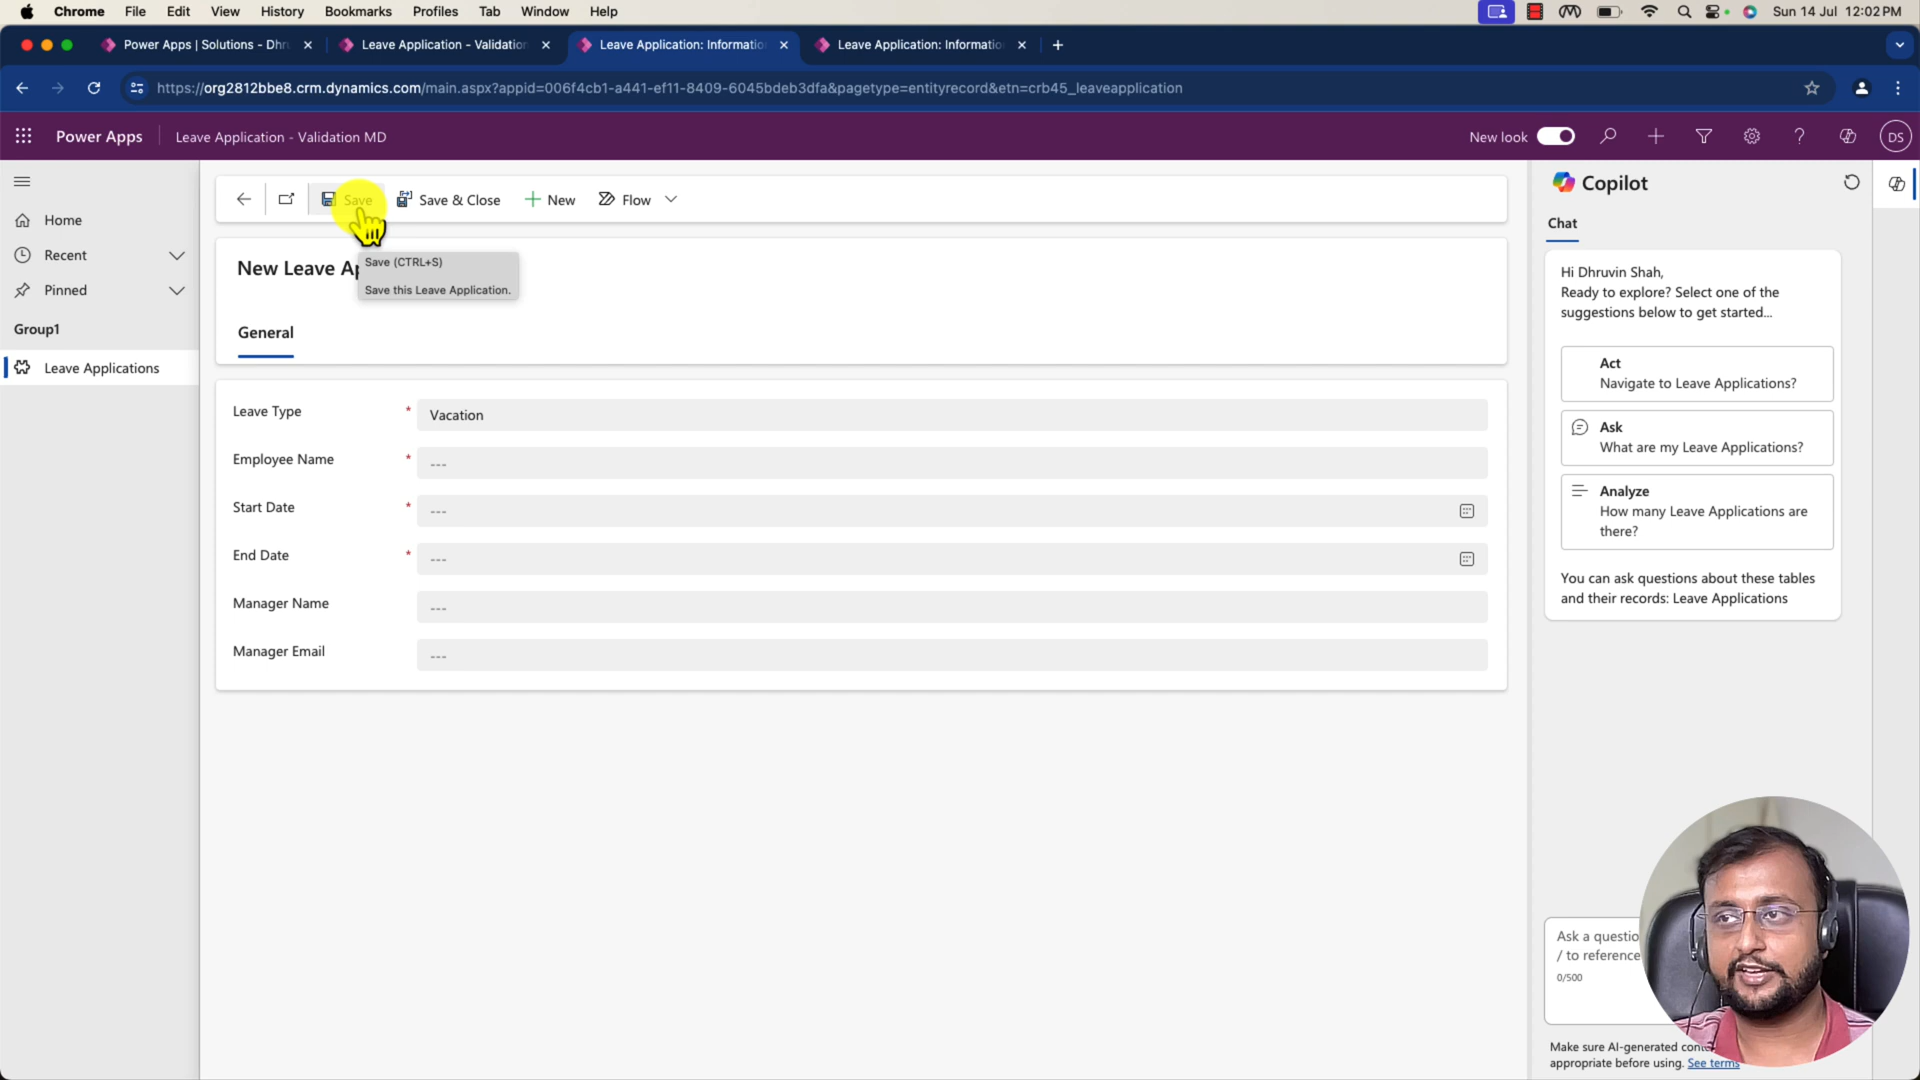 Chrome File Edit View History Bookmarks Profiles Tab Window Help Sun 14 Jul 12:02 PM
Power Apps | Solutions - Dhru Leave Application - Validation Leave Application: Informatio Leave Application: Informatio
https://org2812bbe8.crm.dynamics.com/main.aspx?appid=006f4cb1-a441-ef11-8409-6045bdeb3dfa&pagetype=entityrecord&etn=crb45_leaveapplication
Power Apps Leave Application - Validation MD New look DS
Home
Recent
Pinned
Group1
Leave Applications
Save Save & Close New Flow
Save (CTRL+S)
Save this Leave Application.
New Leave Ap
General
Leave Type * Vacation
Employee Name * ---
Start Date * ---
End Date * ---
Manager Name ---
Manager Email ---
Copilot
Chat
Hi Dhruvin Shah,
Ready to explore? Select one of the
suggestions below to get started...
Act
Navigate to Leave Applications?
Ask
What are my Leave Applications?
Analyze
How many Leave Applications are
there?
You can ask questions about these tables
and their records: Leave Applications
Ask a questio
/ to reference
0/500
Make sure AI-generated conte
appropriate before using. See terms